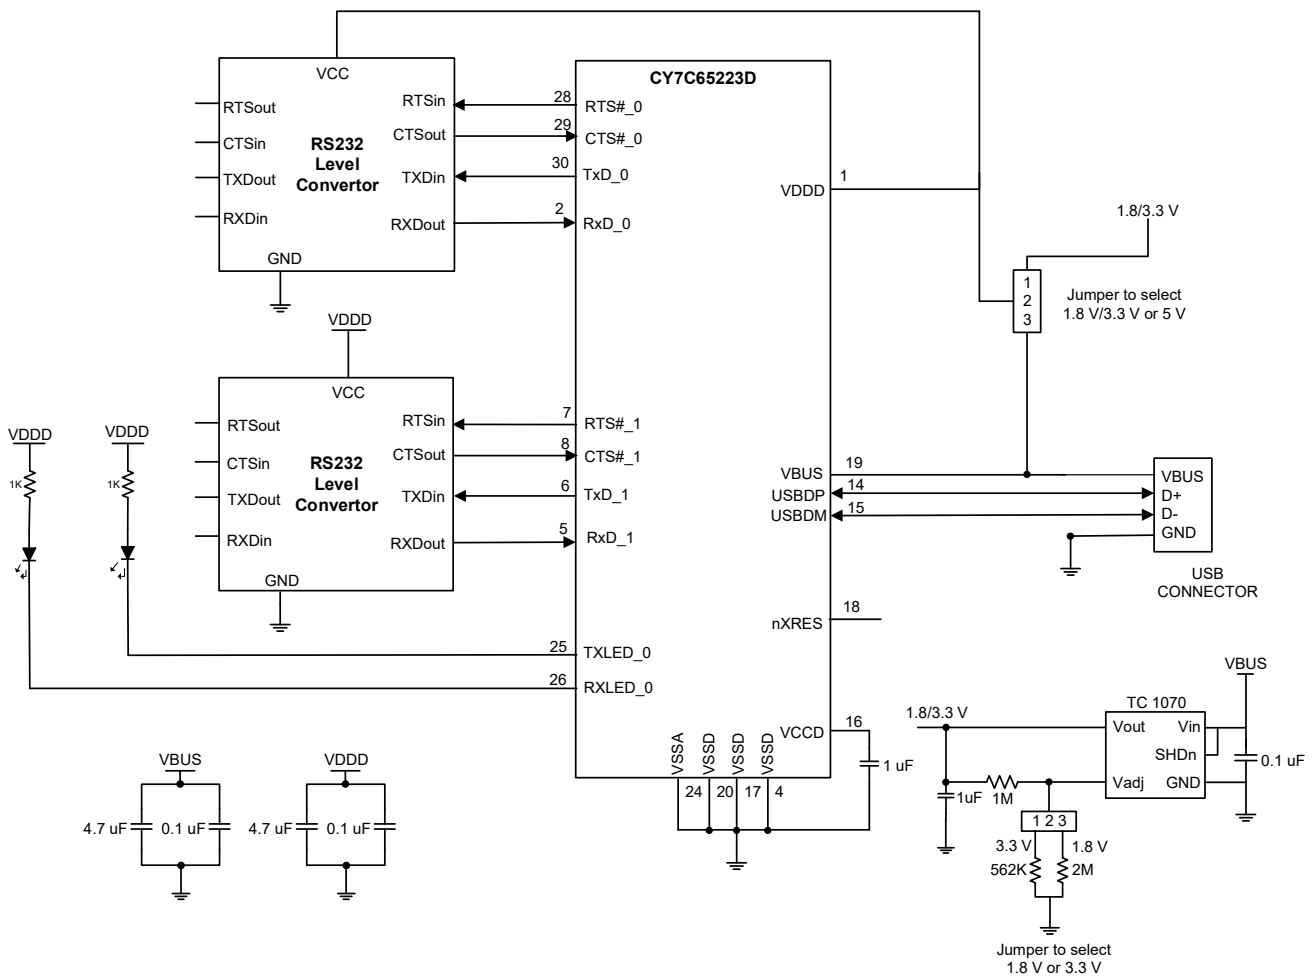 CY7C65223D
VCC
RTSout
CTSin
TXDout
RXDin
RS232
Level
Convertor
RTSin
CTSout
TXDin
RXDout
GND
28
29
30
2
RTS#_0
CTS#_0
TxD_0
RxD_0
VDDD
1
1.8/3.3 V
1
2
3
Jumper to select
1.8 V/3.3 V or 5 V
VDDD
VCC
RTSout
CTSin
TXDout
RXDin
RS232
Level
Convertor
RTSin
CTSout
TXDin
RXDout
GND
7
8
6
5
RTS#_1
CTS#_1
TxD_1
RxD_1
VDDD
1K
VDDD
1K
VBUS
19
USBDP
14
USBDM
15
VBUS
D+
D-
GND
USB
CONNECTOR
nXRES
18
25
TXLED_0
26
RXLED_0
VCCD
16
1 uF
VSSA
VSSD
VSSD
VSSD
24
20
17
4
VBUS
4.7 uF
0.1 uF
VDDD
4.7 uF
0.1 uF
VBUS
TC 1070
1.8/3.3 V
Vout
Vin
SHDn
Vadj
GND
0.1 uF
1uF
1M
1 2 3
3.3 V
1.8 V
562K
2M
Jumper to select
1.8 V or 3.3 V